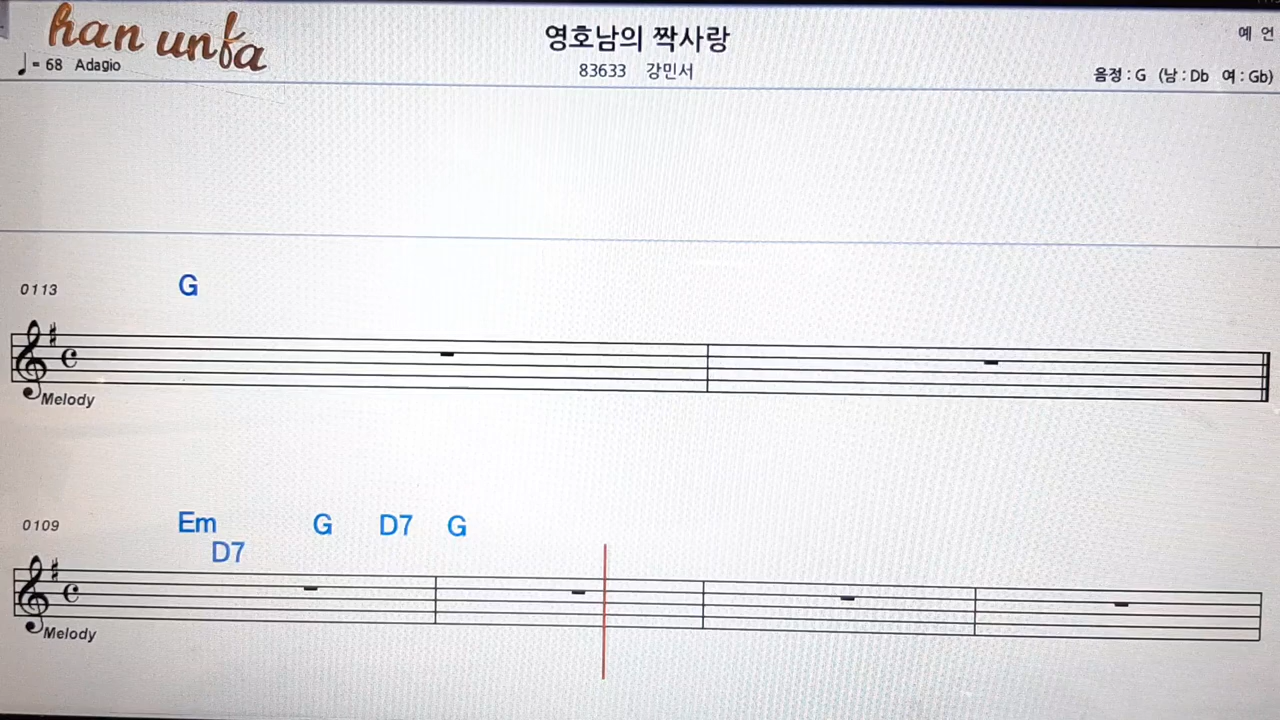 han unfa
영호남의 짝사랑
예 언
♩= 68 Adagio
83633 강민서
음정 : G (남 : Db 여 : Gb)
0113 G
Melody
0109 Em G D7 G
D7
Melody